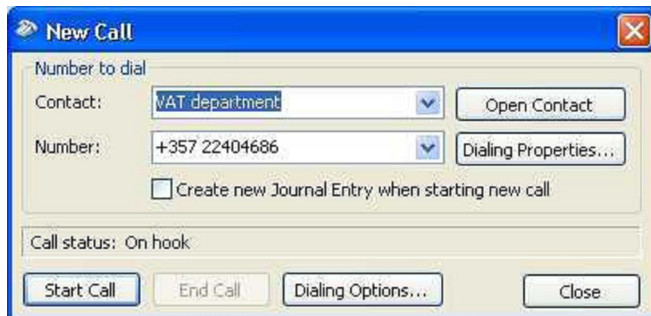 New Call
Number to dial
Contact: VAT department Open Contact
Number: +357 22404686 Dialing Properties...
Create new Journal Entry when starting new call
Call status: On hook
Start Call End Call Dialing Options... Close